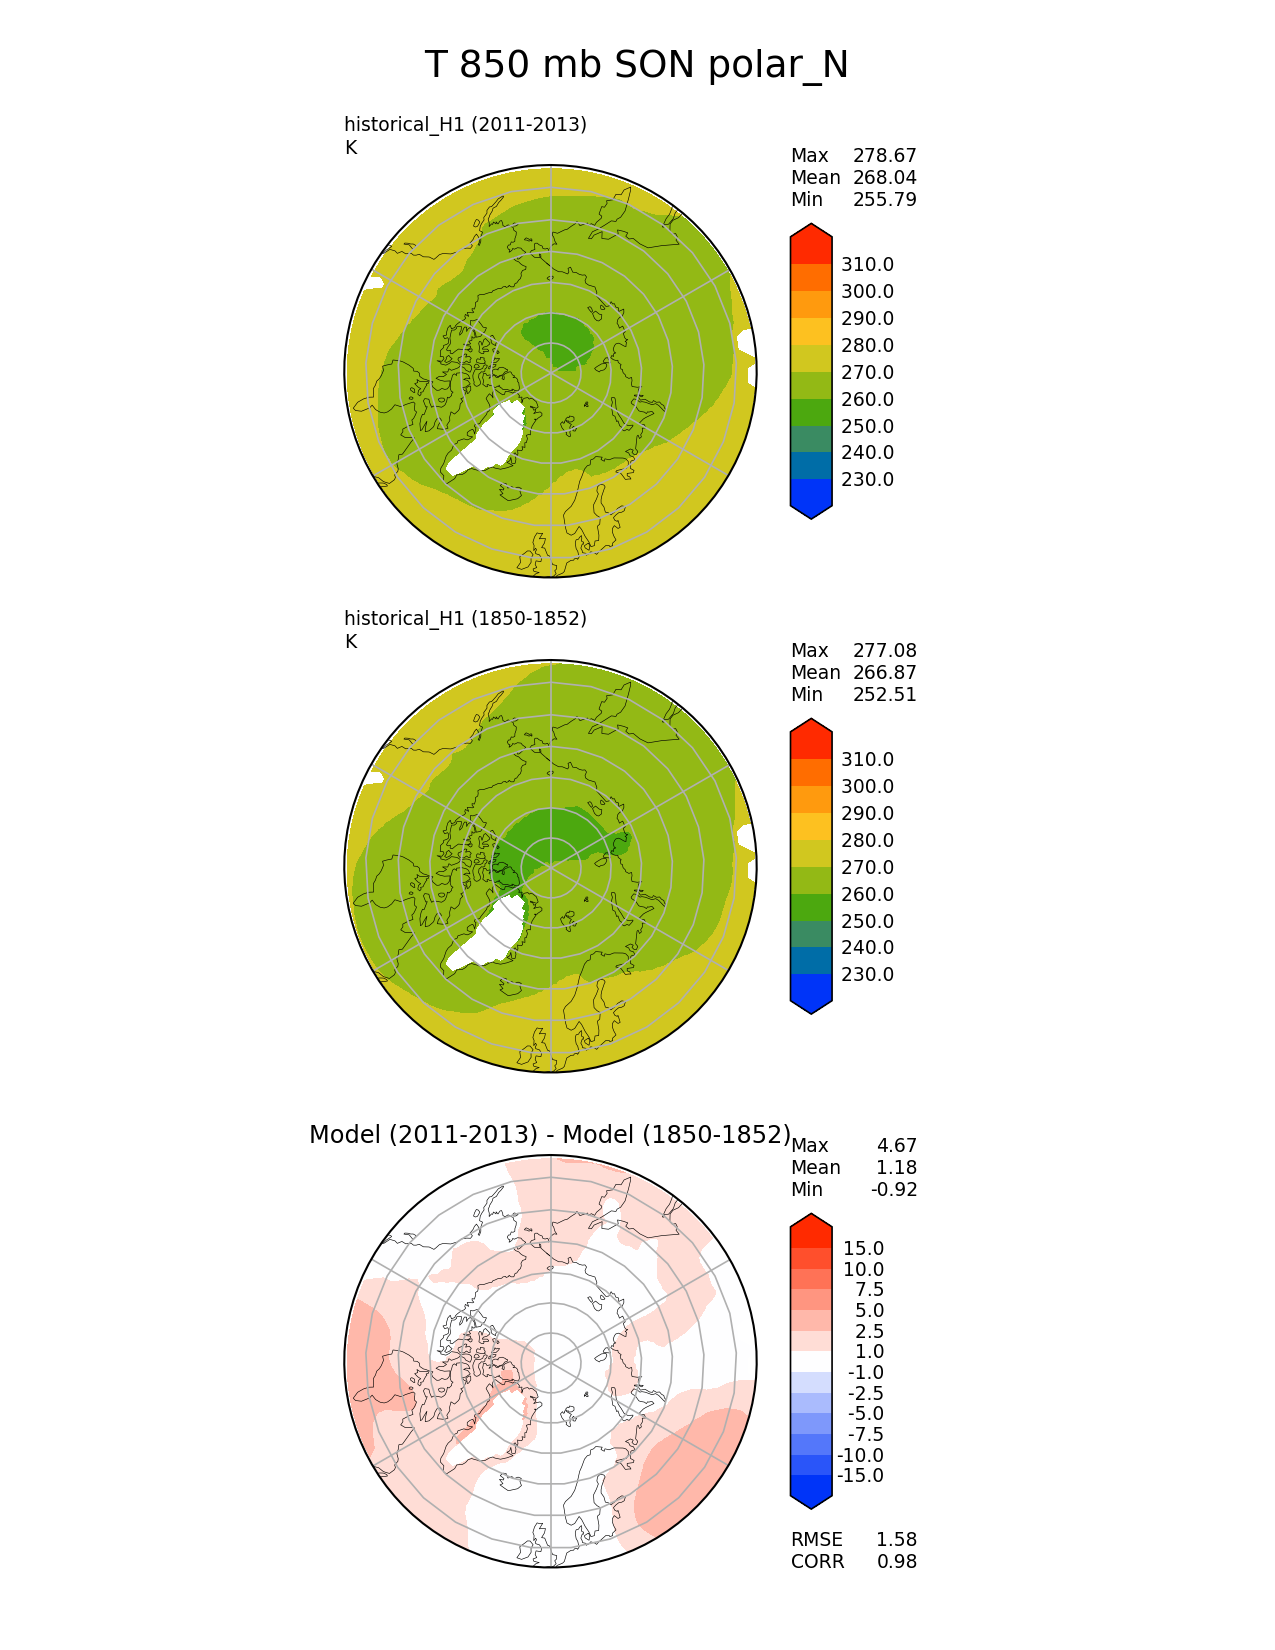 T 850 mb SON polar_N
historical_H1 (2011-2013)
K
Max 278.67
Mean 268.04
Min 255.79
310.0
300.0
290.0
280.0
270.0
260.0
250.0
240.0
230.0
historical_H1 (1850-1852)
K
Max 277.08
Mean 266.87
Min 252.51
310.0
300.0
290.0
280.0
270.0
260.0
250.0
240.0
230.0
Model (2011-2013) - Model (1850-1852)
Max 4.67
Mean 1.18
Min -0.92
15.0
10.0
7.5
5.0
2.5
1.0
-1.0
-2.5
-5.0
-7.5
-10.0
-15.0
RMSE 1.58
CORR 0.98